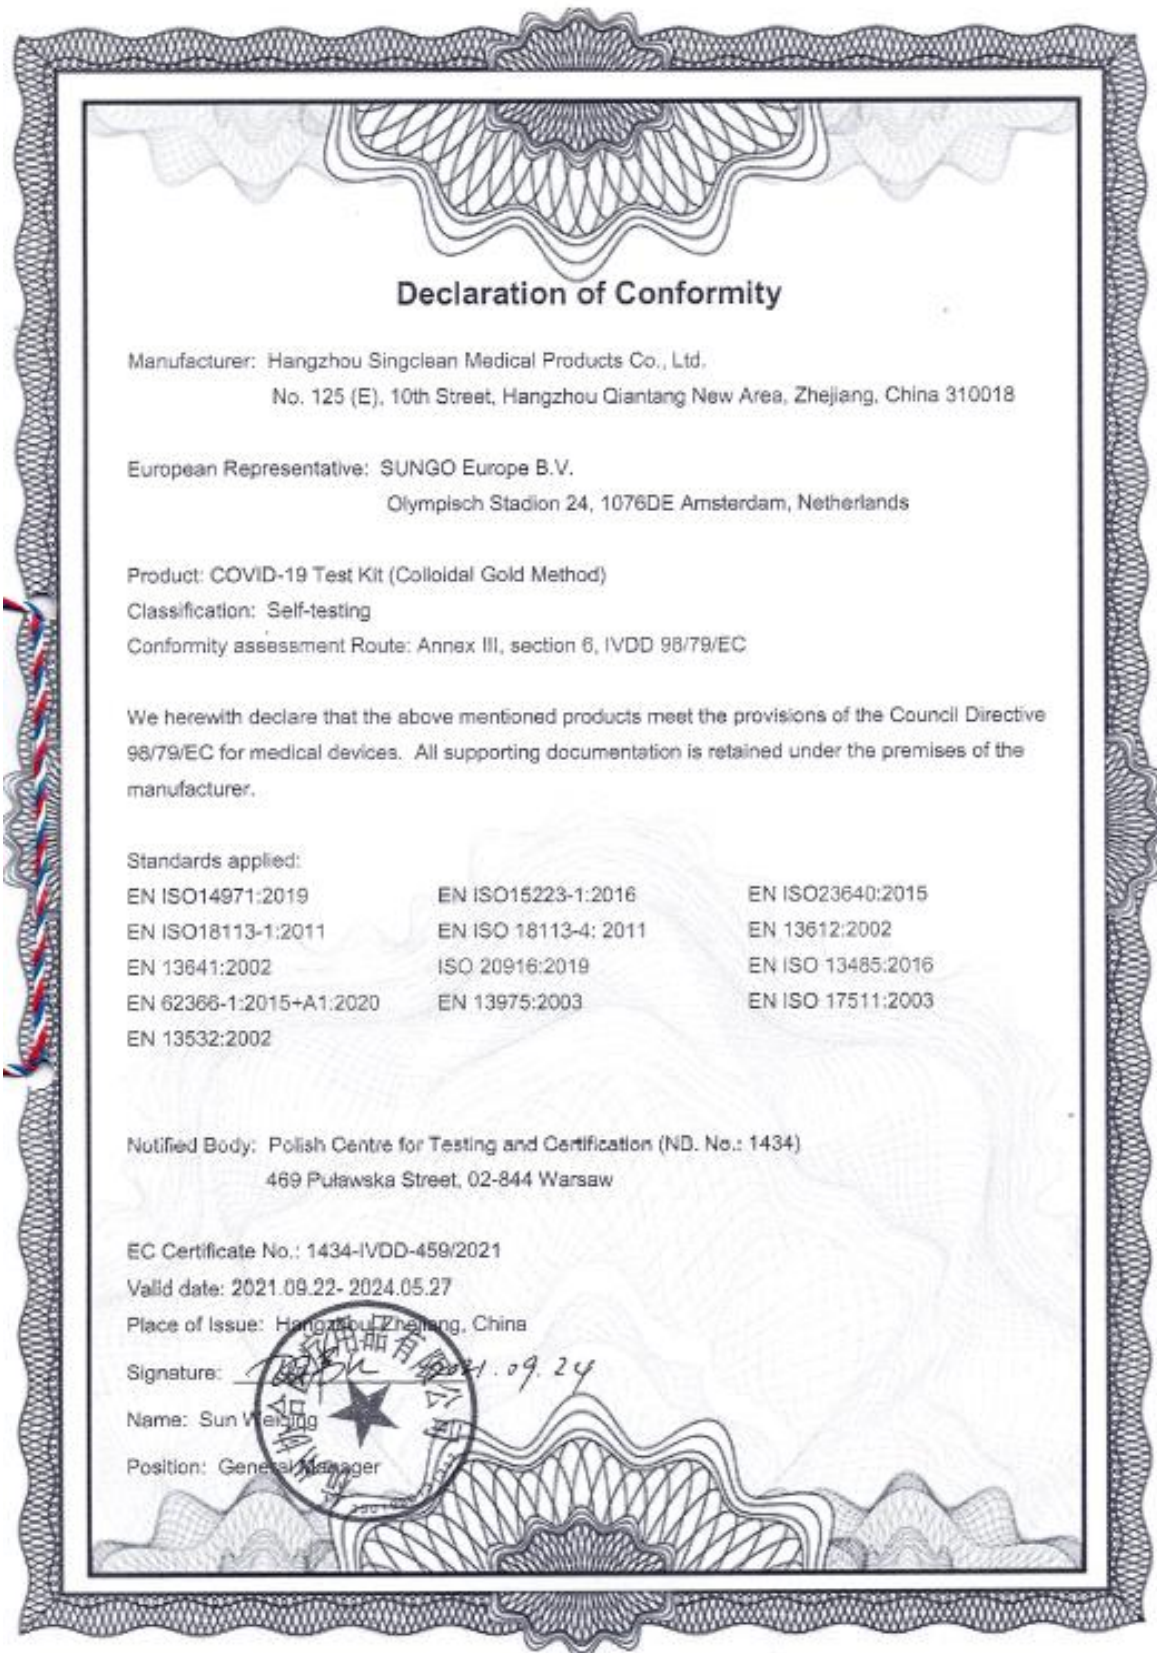 Declaration of Conformity
Manufacturer: Hangzhou Singclean Medical Products Co., Ltd.
No. 125 (E), 10th Street, Hangzhou Qiantang New Area, Zhejiang, China 310018
European Representative: SUNGO Europe B.V.
Olympisch Stadion 24, 1076DE Amsterdam, Netherlands
Product: COVID-19 Test Kit (Colloidal Gold Method)
Classification: Self-testing
Conformity assessment Route: Annex III, section 6, IVDD 98/79/EC
We herewith declare that the above mentioned products meet the provisions of the Council Directive
98/79/EC for medical devices. All supporting documentation is retained under the premises of the
manufacturer.
Standards applied:
EN ISO14971:2019 EN ISO15223-1:2016 EN ISO23640:2015
EN ISO18113-1:2011 EN ISO 18113-4: 2011 EN 13612:2002
EN 13641:2002 ISO 20916:2019 EN ISO 13485:2016
EN 62366-1:2015+A1:2020 EN 13975:2003 EN ISO 17511:2003
EN 13532:2002
Notified Body: Polish Centre for Testing and Certification (NB. No.: 1434)
469 Puławska Street, 02-844 Warsaw
EC Certificate No.: 1434-IVDD-459/2021
Valid date: 2021.09.22- 2024.05.27
Place of Issue: Hangzhou, Zhejiang, China
Signature: 2021.09.24
Name: Sun Weiqing
Position: General Manager